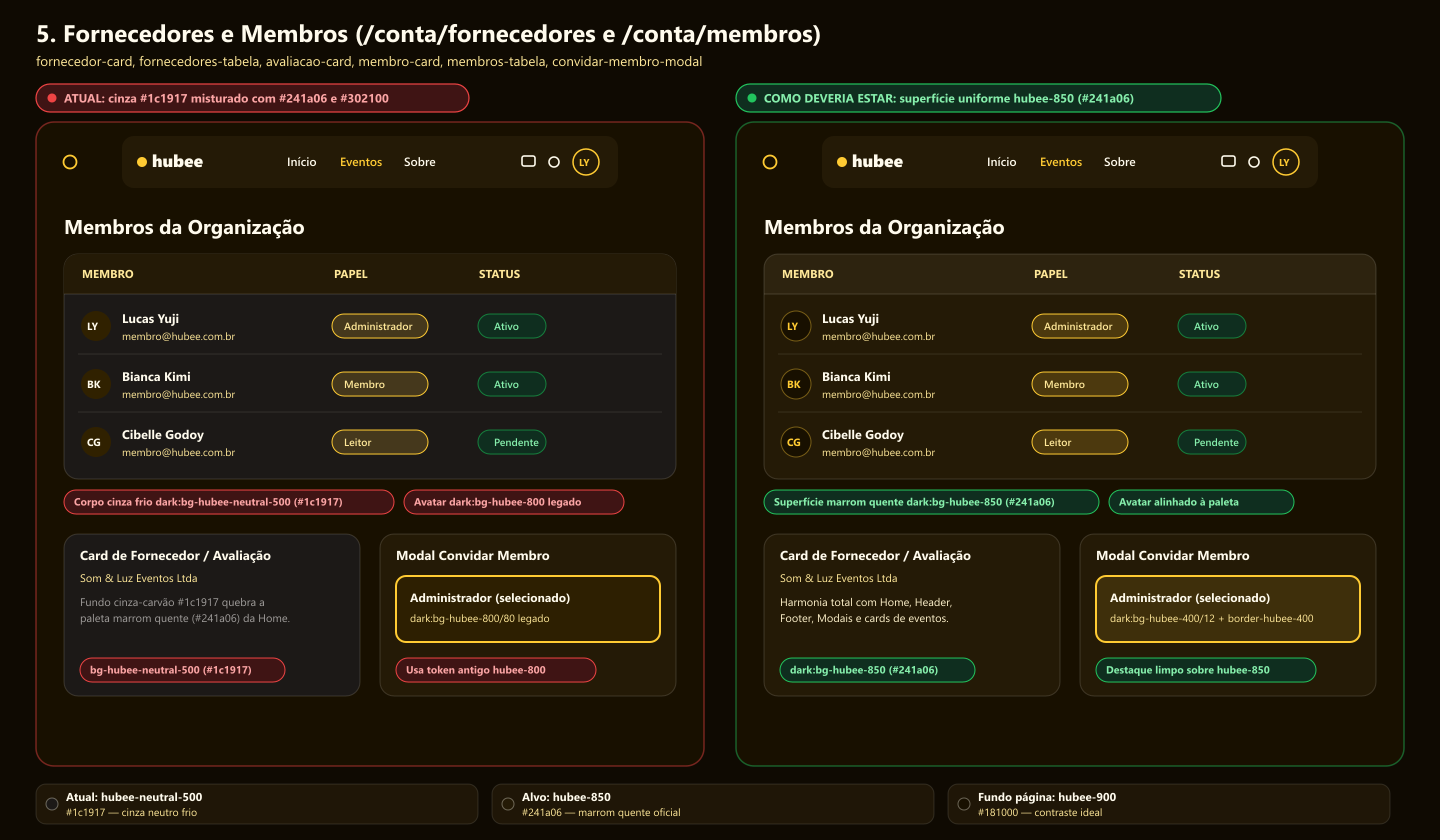 5. Fornecedores e Membros (/conta/fornecedores e /conta/membros)
fornecedor-card, fornecedores-tabela, avaliacao-card, membro-card, membros-tabela, convidar-membro-modal
ATUAL: cinza #1c1917 misturado com #241a06 e #302100
hubee Início Eventos Sobre LY
Membros da Organização
MEMBRO PAPEL STATUS
LY Lucas Yuji Administrador Ativo
membro@hubee.com.br
BK Bianca Kimi Membro Ativo
membro@hubee.com.br
CG Cibelle Godoy Leitor Pendente
membro@hubee.com.br
Corpo cinza frio dark:bg-hubee-neutral-500 (#1c1917)
Avatar dark:bg-hubee-800 legado
Card de Fornecedor / Avaliação
Som & Luz Eventos Ltda
Fundo cinza-carvão #1c1917 quebra a
paleta marrom quente (#241a06) da Home.
bg-hubee-neutral-500 (#1c1917)
Modal Convidar Membro
Administrador (selecionado)
dark:bg-hubee-800/80 legado
Usa token antigo hubee-800
COMO DEVERIA ESTAR: superfície uniforme hubee-850 (#241a06)
hubee Início Eventos Sobre LY
Membros da Organização
MEMBRO PAPEL STATUS
LY Lucas Yuji Administrador Ativo
membro@hubee.com.br
BK Bianca Kimi Membro Ativo
membro@hubee.com.br
CG Cibelle Godoy Leitor Pendente
membro@hubee.com.br
Superfície marrom quente dark:bg-hubee-850 (#241a06)
Avatar alinhado à paleta
Card de Fornecedor / Avaliação
Som & Luz Eventos Ltda
Harmonia total com Home, Header,
Footer, Modais e cards de eventos.
dark:bg-hubee-850 (#241a06)
Modal Convidar Membro
Administrador (selecionado)
dark:bg-hubee-400/12 + border-hubee-400
Destaque limpo sobre hubee-850
Atual: hubee-neutral-500
#1c1917 — cinza neutro frio
Alvo: hubee-850
#241a06 — marrom quente oficial
Fundo página: hubee-900
#181000 — contraste ideal